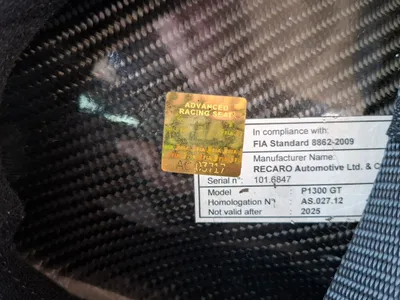 ADVANCED
RACING SEAT
In compliance with:
FIA Standard 8862-2009
Manufacturer Name:
RECARO Automotive Ltd. & C
Serial n°
101.6847
Model
P1300 GT
Homologation N°
AS.027.12
Not valid after
2025